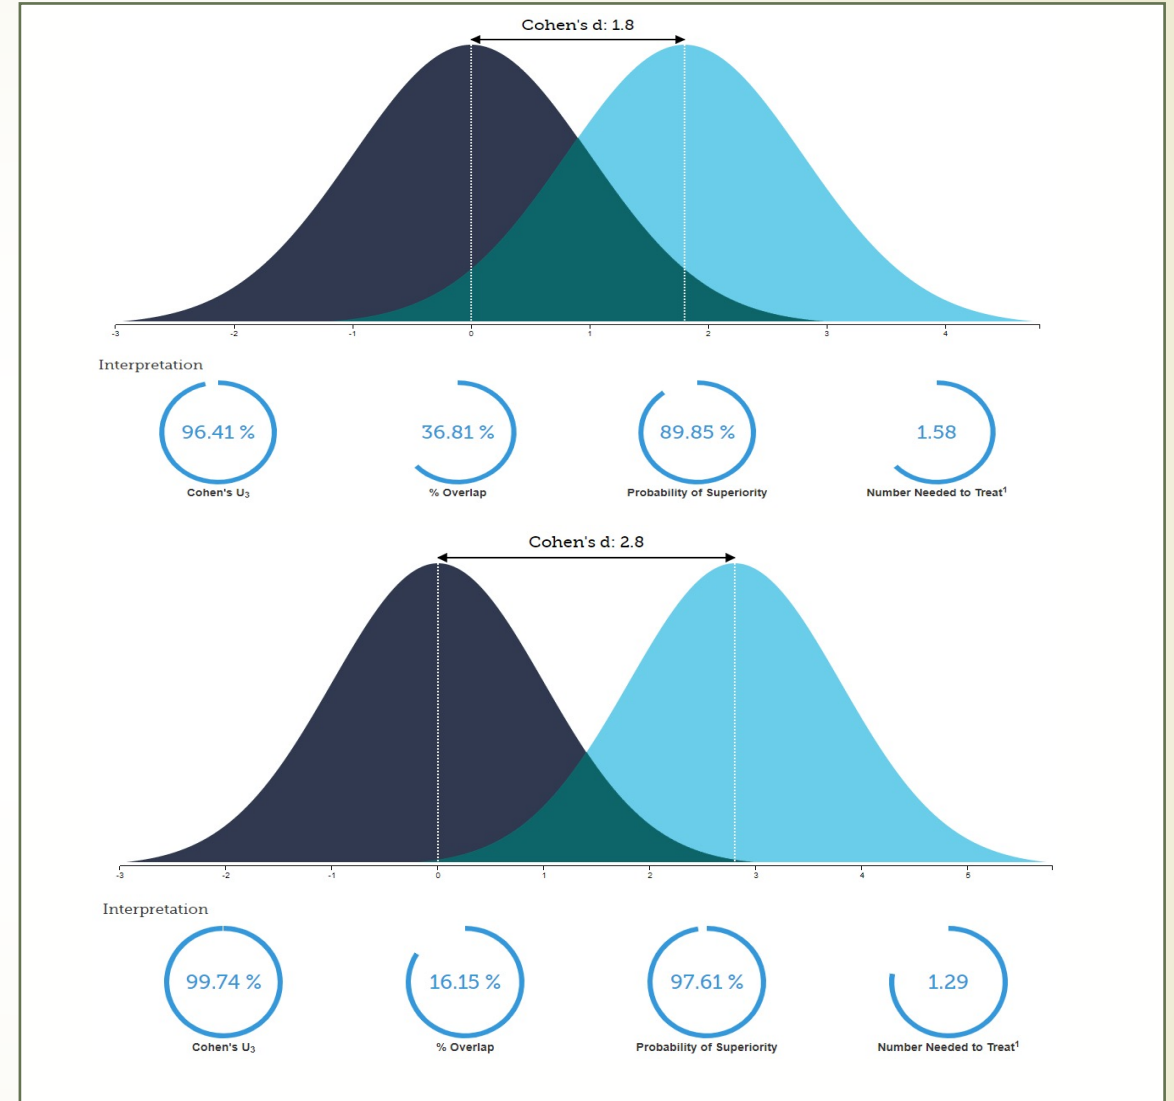 Cohen's d: 1.8
-3 -2 -1 0 1 2 3 4
Interpretation
96.41 % 36.81 % 89.85 % 1.58
Cohen's U₃ % Overlap Probability of Superiority Number Needed to Treat¹
Cohen's d: 2.8
-3 -2 -1 0 1 2 3 4 5
Interpretation
99.74 % 16.15 % 97.61 % 1.29
Cohen's U₃ % Overlap Probability of Superiority Number Needed to Treat¹